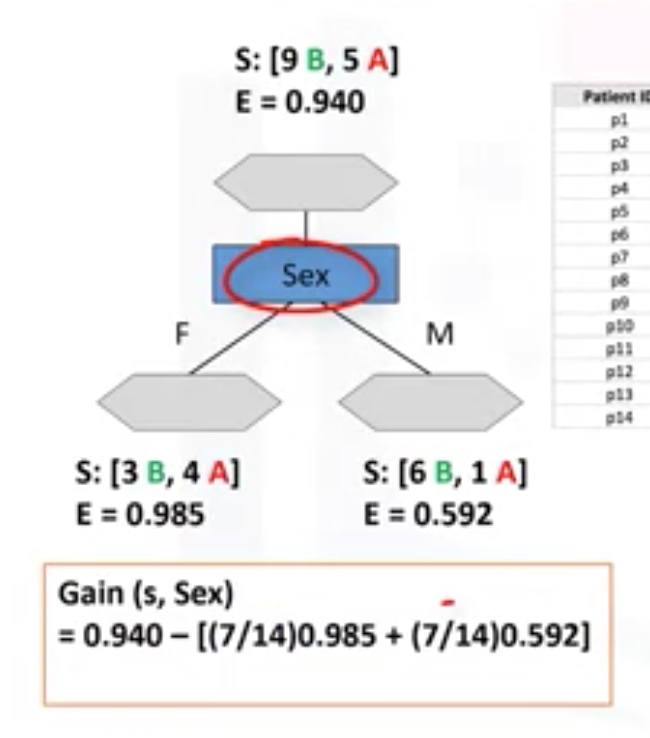 S: [9 B, 5 A]
E = 0.940
Sex
F
M
S: [3 B, 4 A]
E = 0.985
S: [6 B, 1 A]
E = 0.592
Gain (s, Sex)
= 0.940 – [(7/14)0.985 + (7/14)0.592]
Patient ID
p1
p2
p3
p4
p5
p6
p7
p8
p9
p10
p11
p12
p13
p14